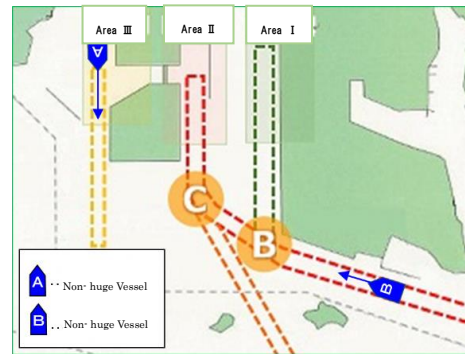 Area Ⅲ
Area Ⅱ
Area Ⅰ
A
C
B
B
A ‥ Non- huge Vessel
B ‥ Non- huge Vessel